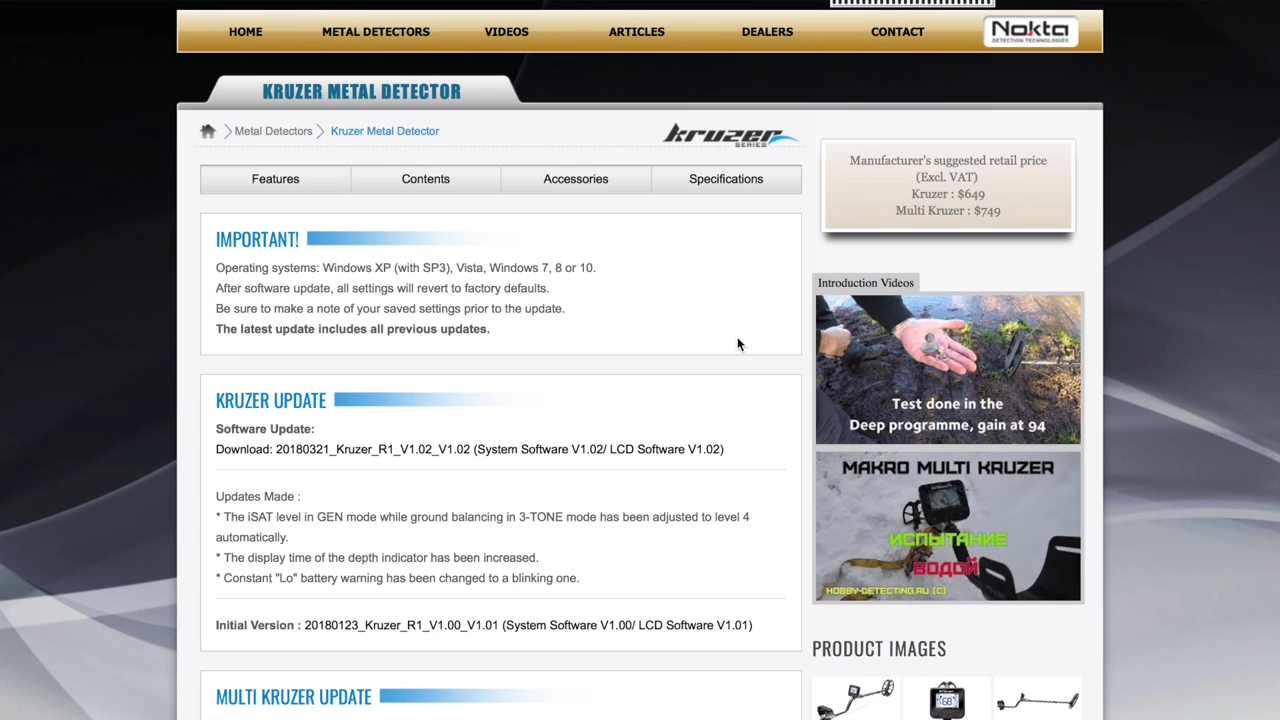 HOME METAL DETECTORS VIDEOS ARTICLES DEALERS CONTACT
Nokta
DETECTION TECHNOLOGIES
KRUZER METAL DETECTOR
Metal Detectors Kruzer Metal Detector
kruzer
SERIES
Features Contents Accessories Specifications
IMPORTANT!
Operating systems: Windows XP (with SP3), Vista, Windows 7, 8 or 10.
After software update, all settings will revert to factory defaults.
Be sure to make a note of your saved settings prior to the update.
The latest update includes all previous updates.
KRUZER UPDATE
Software Update:
Download: 20180321_Kruzer_R1_V1.02_V1.02 (System Software V1.02/ LCD Software V1.02)
Updates Made :
* The iSAT level in GEN mode while ground balancing in 3-TONE mode has been adjusted to level 4
automatically.
* The display time of the depth indicator has been increased.
* Constant "Lo" battery warning has been changed to a blinking one.
Initial Version : 20180123_Kruzer_R1_V1.00_V1.01 (System Software V1.00/ LCD Software V1.01)
MULTI KRUZER UPDATE
Manufacturer's suggested retail price
(Excl. VAT)
Kruzer : $649
Multi Kruzer : $749
Introduction Videos
Test done in the
Deep programme, gain at 94
MAKRO MULTI KRUZER
ИСПЫТАНИЕ
ВОДОЙ
HOBBY-DETECTING.RU (C)
PRODUCT IMAGES
68